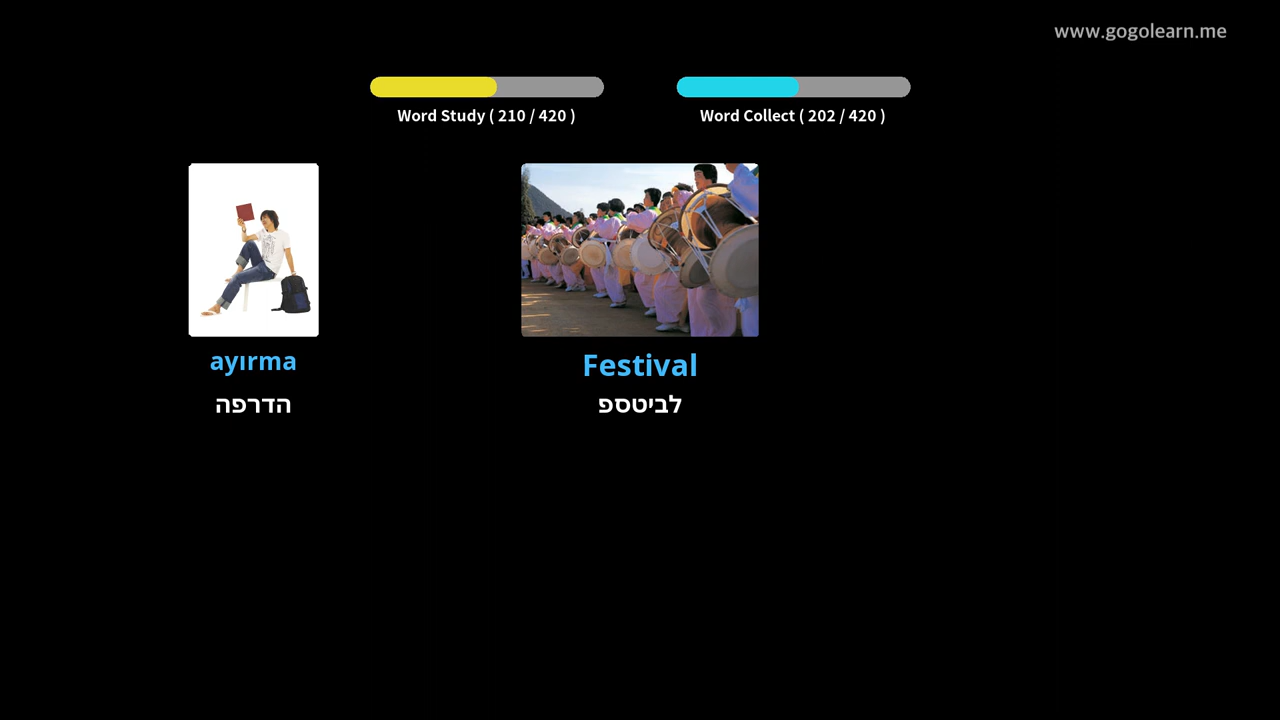 www.gogolearn.me
Word Study ( 210 / 420 )
Word Collect ( 202 / 420 )
ayırma
הדרפה
Festival
לביטספ